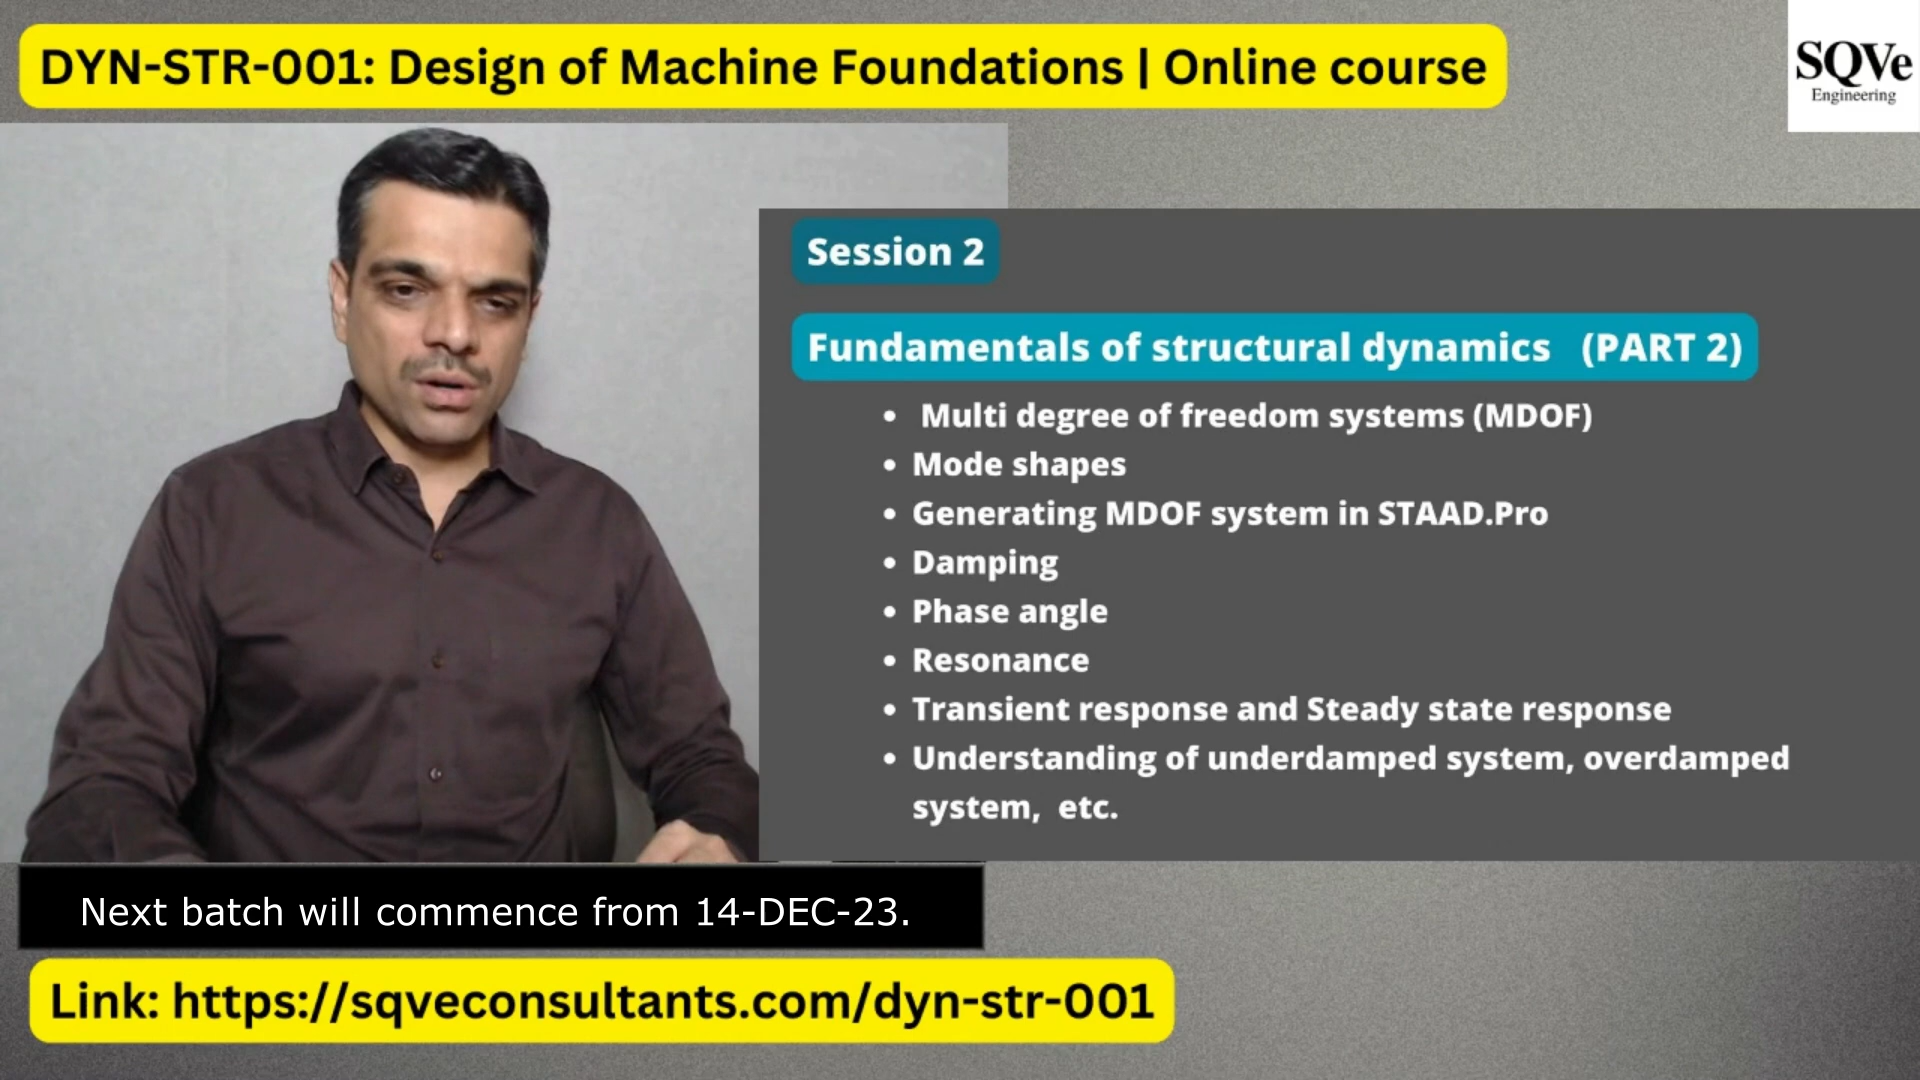 DYN-STR-001: Design of Machine Foundations | Online course
SQVe
Engineering
Session 2
Fundamentals of structural dynamics (PART 2)
• Multi degree of freedom systems (MDOF)
• Mode shapes
• Generating MDOF system in STAAD.Pro
• Damping
• Phase angle
• Resonance
• Transient response and Steady state response
• Understanding of underdamped system, overdamped
system, etc.
Next batch will commence from 14-DEC-23.
Link: https://sqveconsultants.com/dyn-str-001